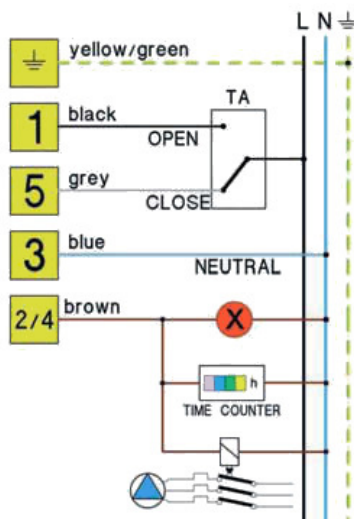 L N
yellow/green
TA
1
black
OPEN
5
grey
CLOSE
3
blue
NEUTRAL
2/4
brown
X
h
TIME COUNTER